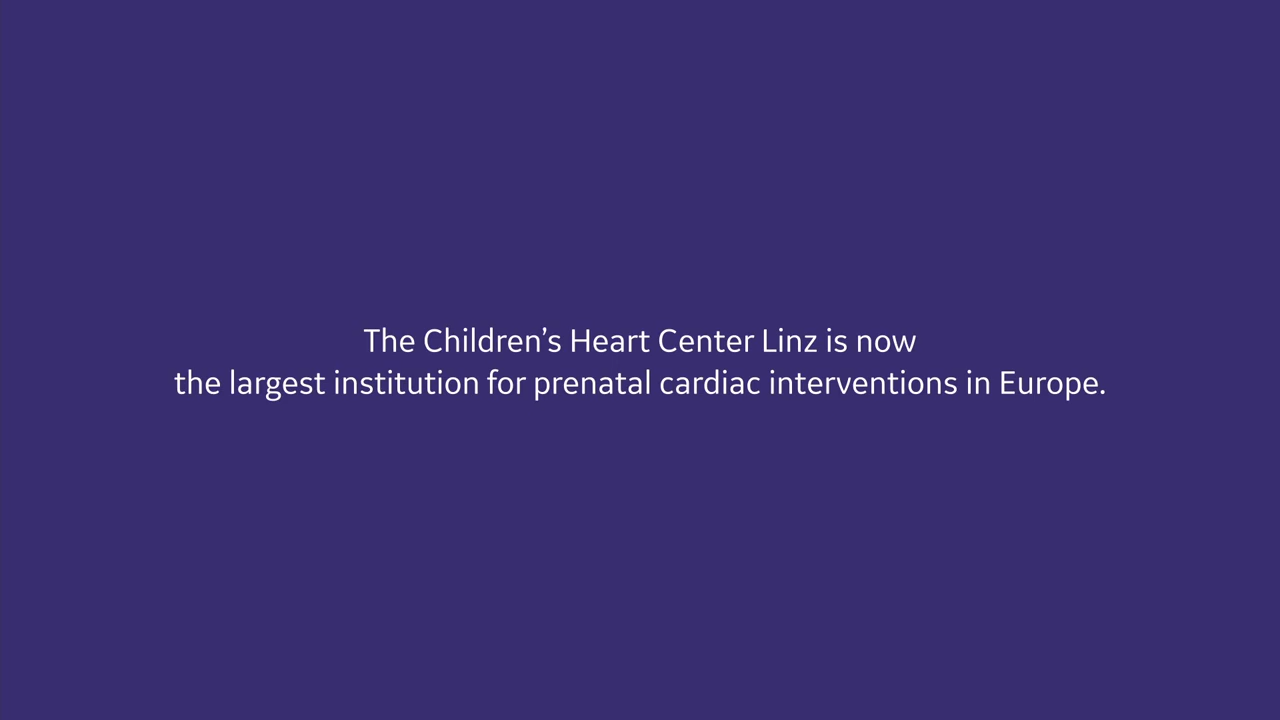 The Children’s Heart Center Linz is now
the largest institution for prenatal cardiac interventions in Europe.